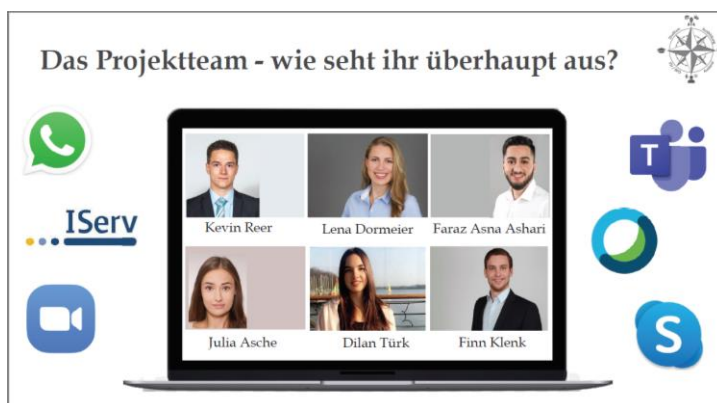 Das Projektteam - wie seht ihr überhaupt aus?
IServ
T
S
Kevin Reer
Lena Dormeier
Faraz Asna Ashari
Julia Asche
Dilan Türk
Finn Klenk